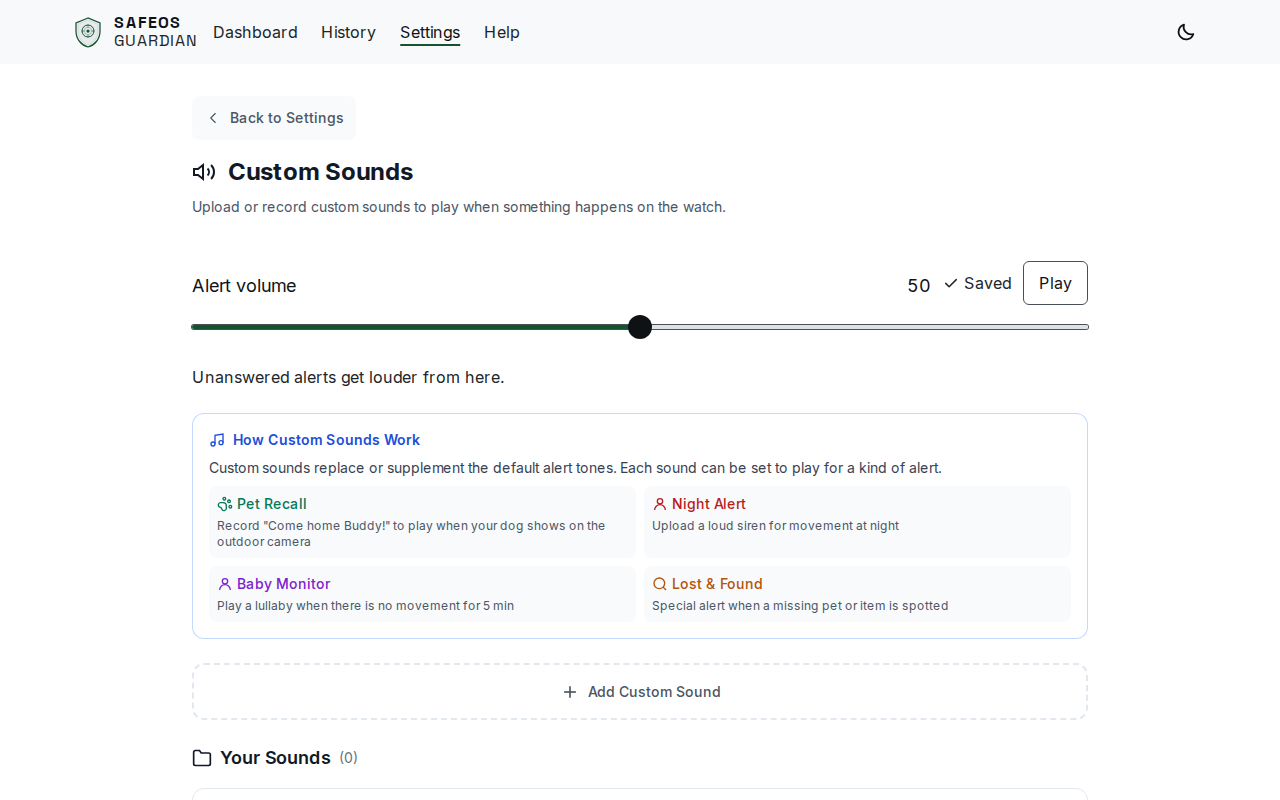 SAFEOS
GUARDIAN
Dashboard
History
Settings
Help
Back to Settings
Custom Sounds
Upload or record custom sounds to play when something happens on the watch.
Alert volume
50
Saved
Play
Unanswered alerts get louder from here.
How Custom Sounds Work
Custom sounds replace or supplement the default alert tones. Each sound can be set to play for a kind of alert.
Pet Recall
Record "Come home Buddy!" to play when your dog shows on the
outdoor camera
Night Alert
Upload a loud siren for movement at night
Baby Monitor
Play a lullaby when there is no movement for 5 min
Lost & Found
Special alert when a missing pet or item is spotted
Add Custom Sound
Your Sounds (0)